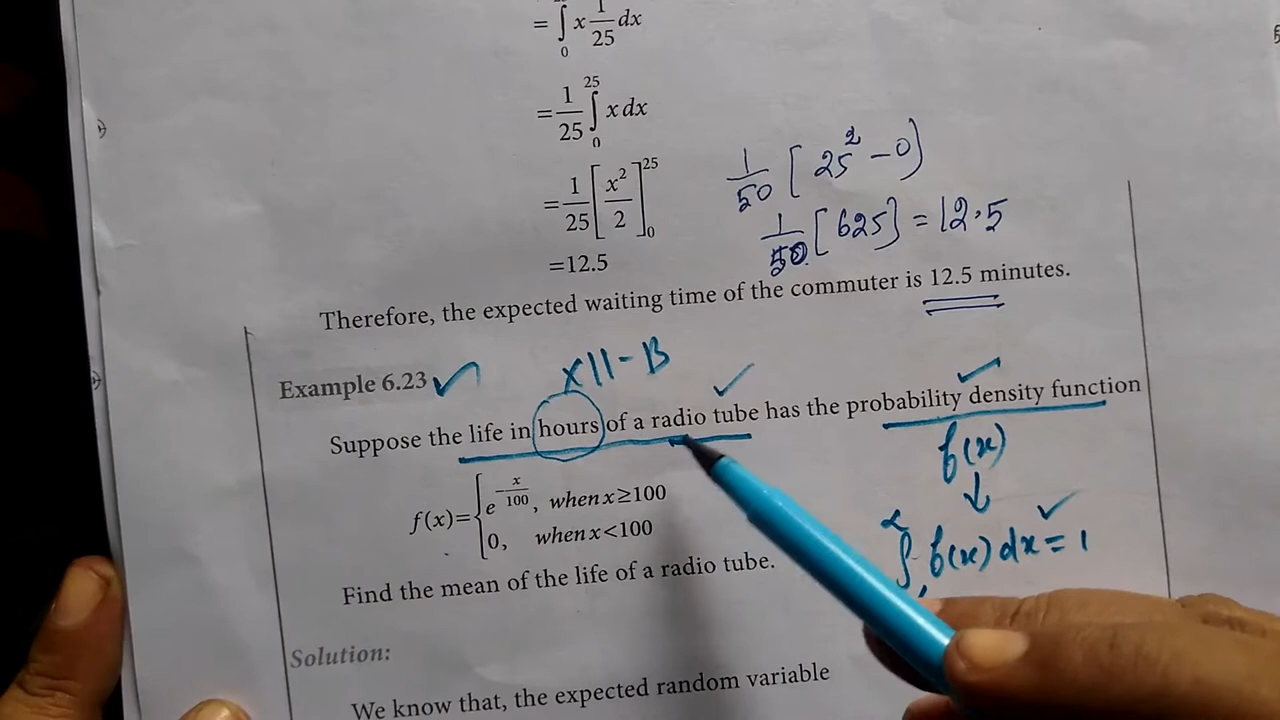 = ∫₀ x 1/25 dx
= 1/25 ∫₀²⁵ x dx
= 1/25 [x²/2]₀²⁵
1/50 [25² - 0]
1/50 [625] = 12.5
=12.5
Therefore, the expected waiting time of the commuter is 12.5 minutes.
XII-B
Example 6.23
Suppose the life in hours of a radio tube has the probability density function
f(x)
f(x)={e^(-x/100), when x≥100
0, when x<100
∫ f(x) dx = 1
Find the mean of the life of a radio tube.
Solution:
We know that, the expected random variable